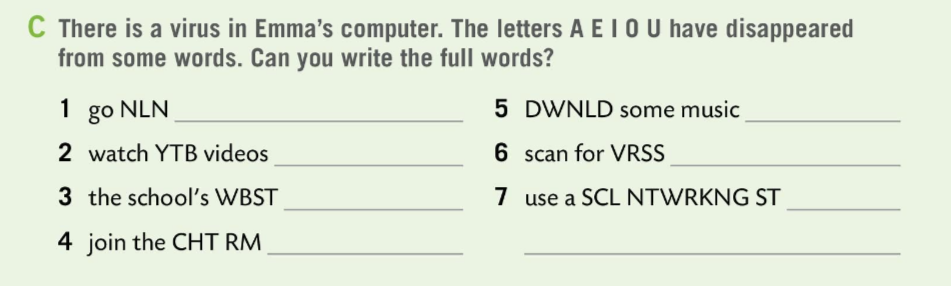 C There is a virus in Emma's computer. The letters A E I O U have disappeared
from some words. Can you write the full words?
1 go NLN
2 watch YTB videos
3 the school's WBST
4 join the CHT RM
5 DWNLD some music
6 scan for VRSS
7 use a SCL NTWRKNG ST